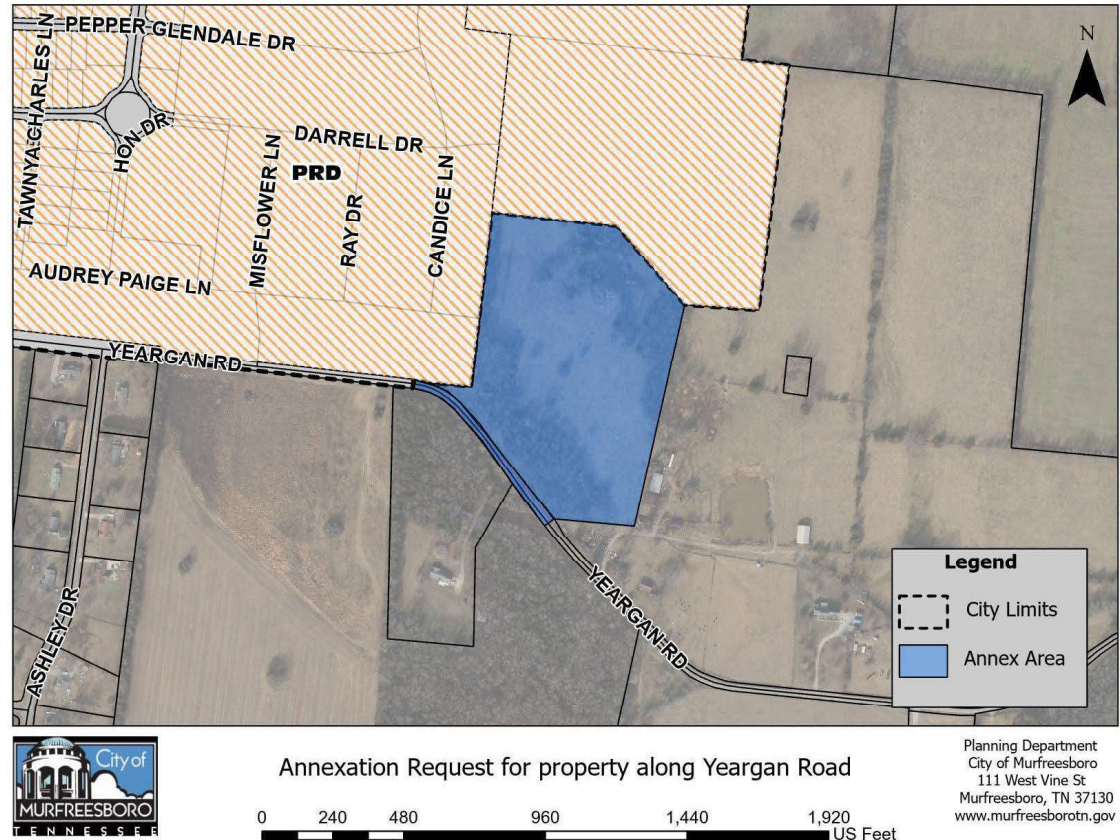 PEPPER GLENDALE DR
N
TAWNYA CHARLES LN
HON DR
DARRELL DR
MISFLOWER LN
PRD
RAY DR
CANDICE LN
AUDREY PAIGE LN
YEARGAN RD
ASHLEY DR
YEARGAN RD
Legend
City Limits
Annex Area
City of
MURFREESBORO
TENNESSEE
Annexation Request for property along Yeargan Road
0 240 480 960 1,440 1,920
US Feet
Planning Department
City of Murfreesboro
111 West Vine St
Murfreesboro, TN 37130
www.murfreesborotn.gov